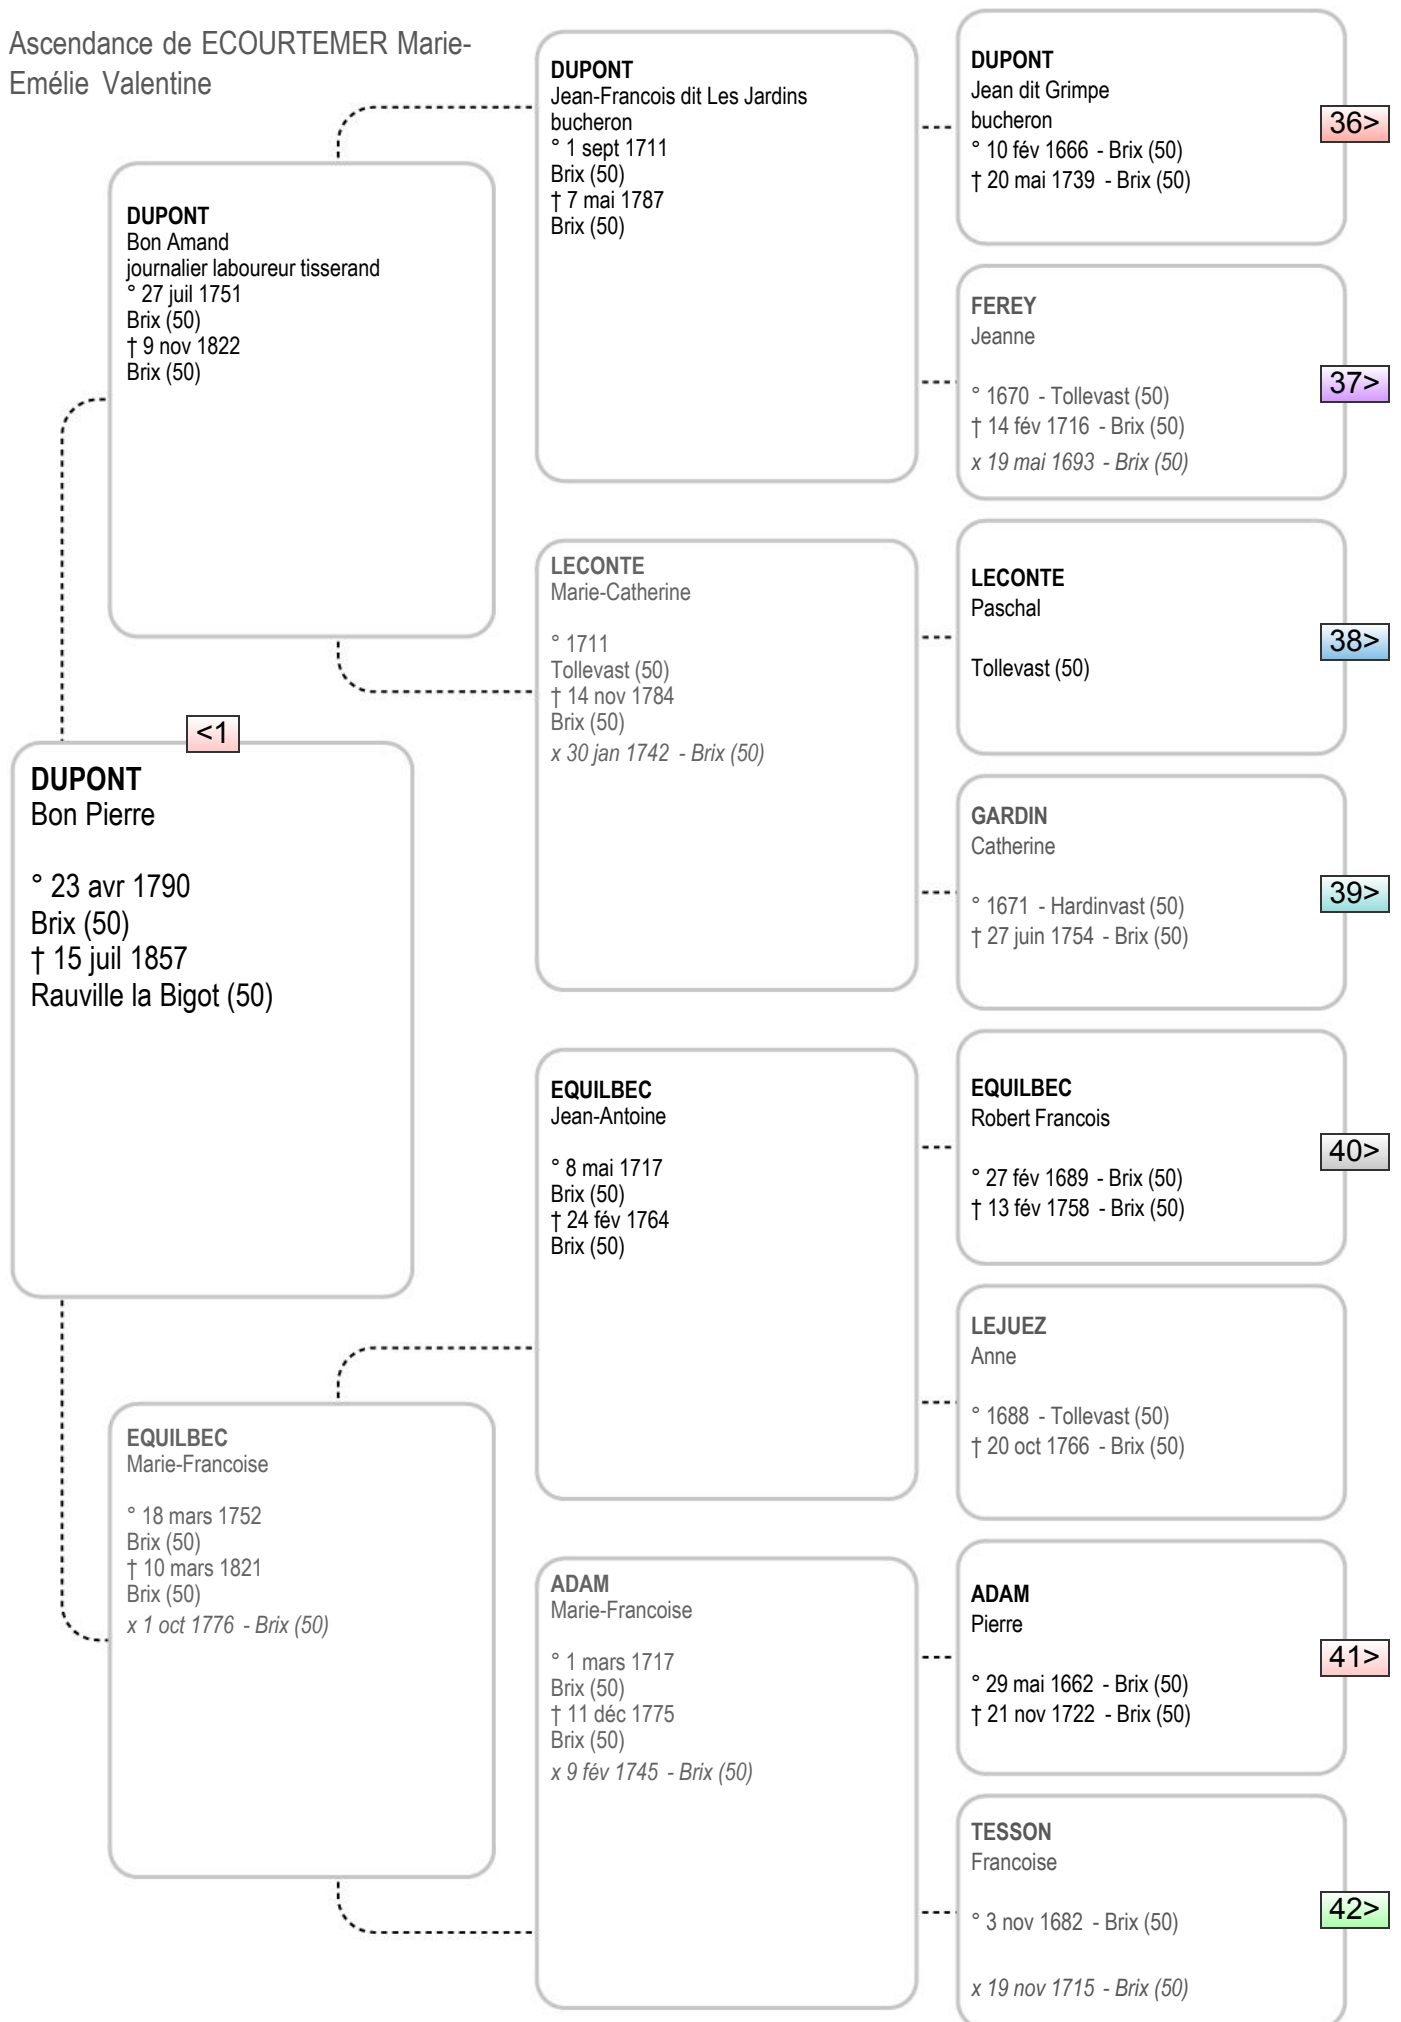 Ascendance de ECOURTEMER Marie-
Emélie Valentine
<1
DUPONT
Bon Pierre
° 23 avr 1790
Brix (50)
† 15 juil 1857
Rauville la Bigot (50)
DUPONT
Bon Amand
journalier laboureur tisserand
° 27 juil 1751
Brix (50)
† 9 nov 1822
Brix (50)
EQUILBEC
Marie-Francoise
° 18 mars 1752
Brix (50)
† 10 mars 1821
Brix (50)
x 1 oct 1776 - Brix (50)
DUPONT
Jean-Francois dit Les Jardins
bucheron
° 1 sept 1711
Brix (50)
† 7 mai 1787
Brix (50)
LECONTE
Marie-Catherine
° 1711
Tollevast (50)
† 14 nov 1784
Brix (50)
x 30 jan 1742 - Brix (50)
EQUILBEC
Jean-Antoine
° 8 mai 1717
Brix (50)
† 24 fév 1764
Brix (50)
ADAM
Marie-Francoise
° 1 mars 1717
Brix (50)
† 11 déc 1775
Brix (50)
x 9 fév 1745 - Brix (50)
DUPONT
Jean dit Grimpe
bucheron
° 10 fév 1666 - Brix (50)
† 20 mai 1739 - Brix (50)
36>
FEREY
Jeanne
° 1670 - Tollevast (50)
† 14 fév 1716 - Brix (50)
x 19 mai 1693 - Brix (50)
37>
LECONTE
Paschal
Tollevast (50)
38>
GARDIN
Catherine
° 1671 - Hardinvast (50)
† 27 juin 1754 - Brix (50)
39>
EQUILBEC
Robert Francois
° 27 fév 1689 - Brix (50)
† 13 fév 1758 - Brix (50)
40>
LEJUEZ
Anne
° 1688 - Tollevast (50)
† 20 oct 1766 - Brix (50)
ADAM
Pierre
° 29 mai 1662 - Brix (50)
† 21 nov 1722 - Brix (50)
41>
TESSON
Francoise
° 3 nov 1682 - Brix (50)
x 19 nov 1715 - Brix (50)
42>